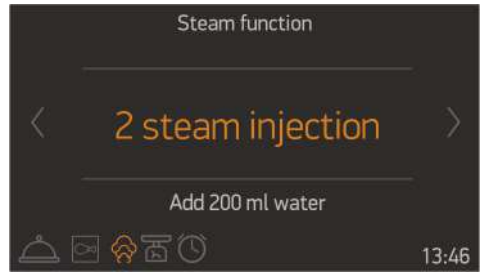 Steam function
2 steam injection
Add 200 ml water
13:46